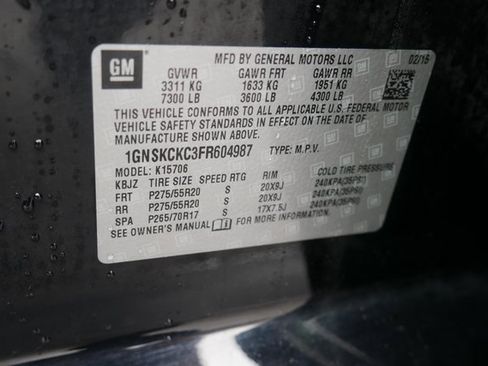 GM MFD BY GENERAL MOTORS LLC 02/15
GVWR GAWR FRT GAWR RR
3311 KG 1633 KG 1951 KG
7300 LB 3600 LB 4300 LB
THIS VEHICLE CONFORMS TO ALL APPLICABLE U.S. FEDERAL MOTOR
VEHICLE SAFETY STANDARDS IN EFFECT ON THE DATE OF
MANUFACTURE SHOWN ABOVE.
1GNSKCKC3FR604987 TYPE: M.P.V.
MODEL: K15706
KBJZ TIRE SIZE SPEED RTG RIM COLD TIRE PRESSURE
FRT P275/55R20 S 20X9J 240KPA(35PSI)
RR P275/55R20 S 20X9J 240KPA(35PSI)
SPA P265/70R17 S 17X7.5J 240KPA(35PSI)
SEE OWNER'S MANUAL FOR MORE INFORMATION.